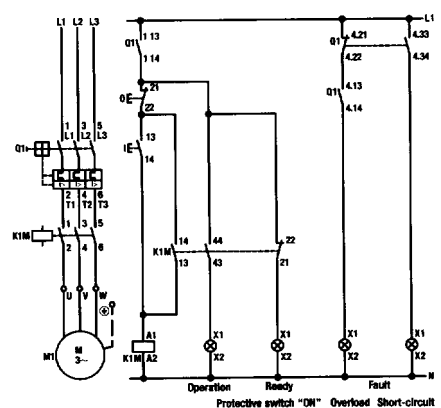 L1 L2 L3
L1
Q1 1 13
1 14
Q1 4.21
4.22
4.33
4.34
4.13
4.14
21
0E
22
13
IE
14
1 3 5
L1 L2 L3
Q1
I> I> I>
2 4 6
T1 T2 T3
1 3 5
K1M
2 4 6
U V W
M1
M
3~
14
K1M
13
44
43
22
21
A1
K1M A2
X1 X1 X1 X1
X2 X2 X2 X2
N
Operation Ready Fault
Protective switch "ON" Overload Short-circuit